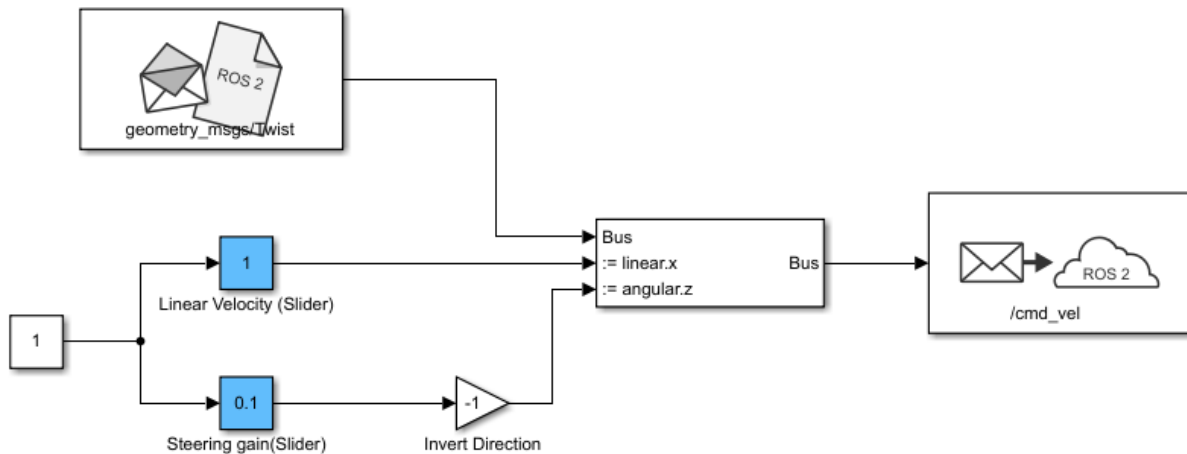 ROS 2
geometry_msgs/Twist
Bus
:= linear.x
:= angular.z
Bus
ROS 2
/cmd_vel
1
Linear Velocity (Slider)
1
0.1
Steering gain(Slider)
-1
Invert Direction